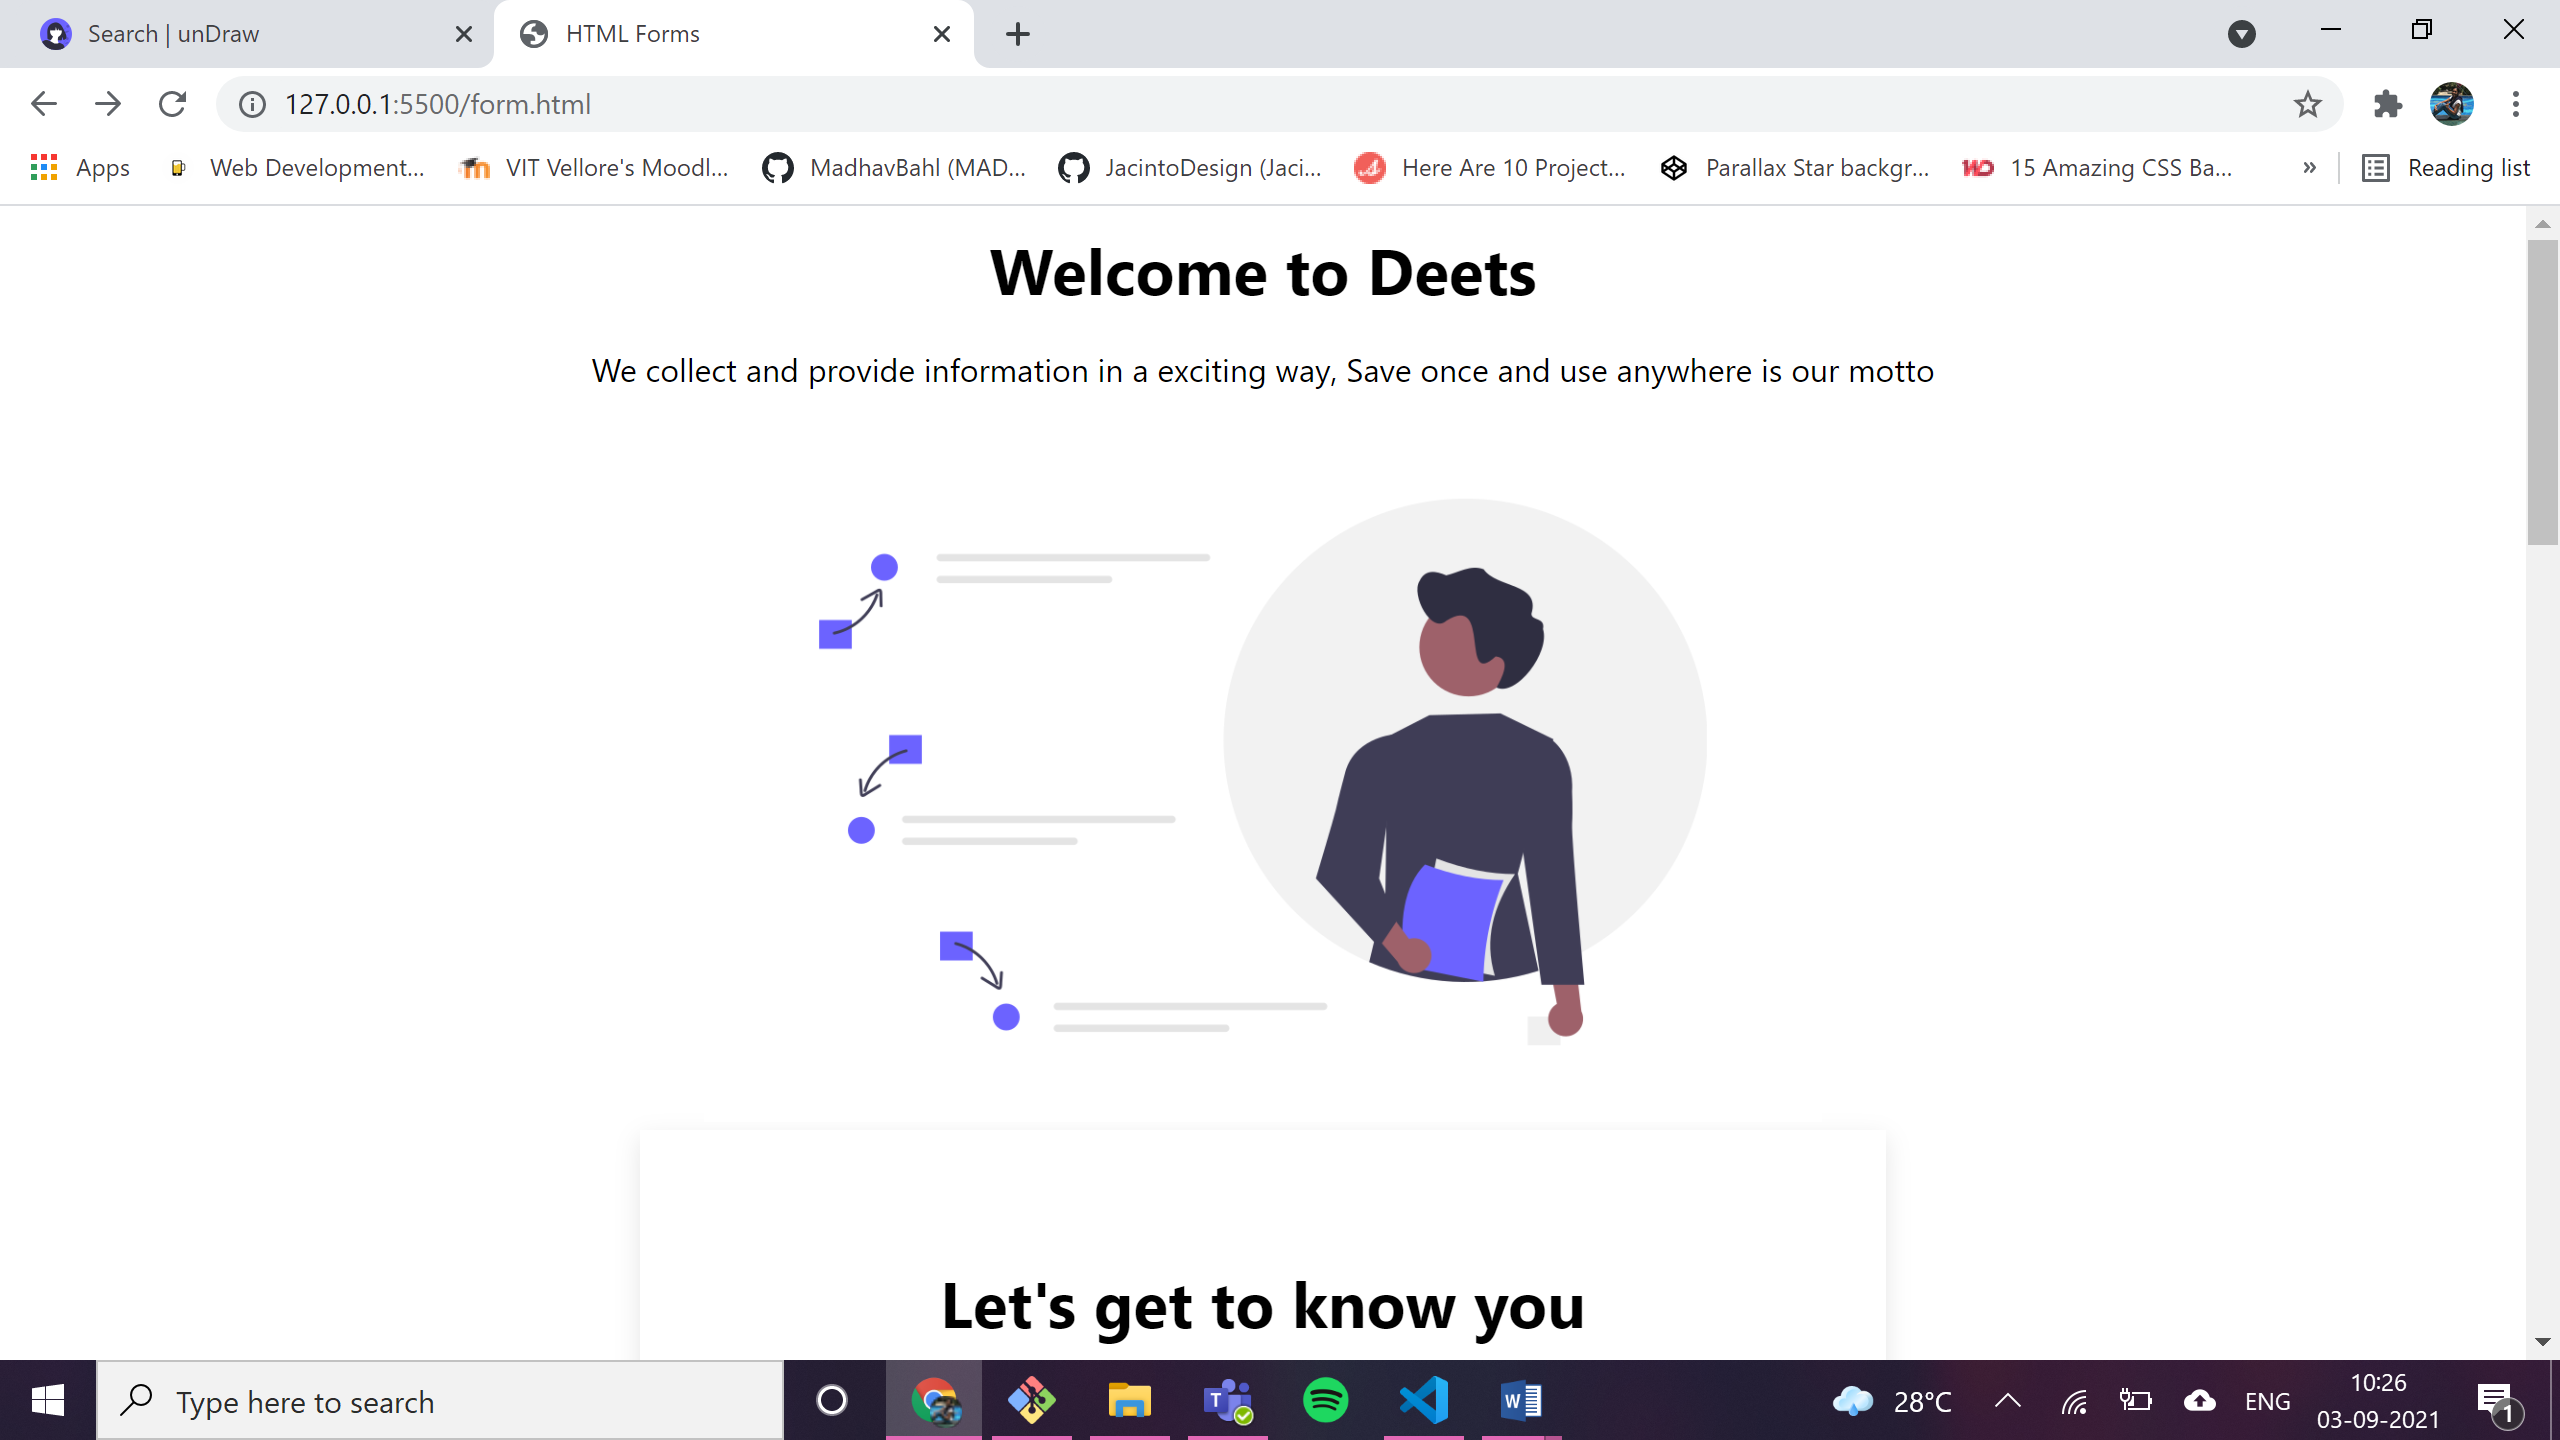 Search | unDraw
HTML Forms
127.0.0.1:5500/form.html
Apps
Web Development...
VIT Vellore's Moodl...
MadhavBahl (MAD...
JacintoDesign (Jaci...
Here Are 10 Project...
Parallax Star backgr...
15 Amazing CSS Ba...
»
Reading list
Welcome to Deets
We collect and provide information in a exciting way, Save once and use anywhere is our motto
Let's get to know you
Type here to search
28°C
ENG
10:26
03-09-2021
1